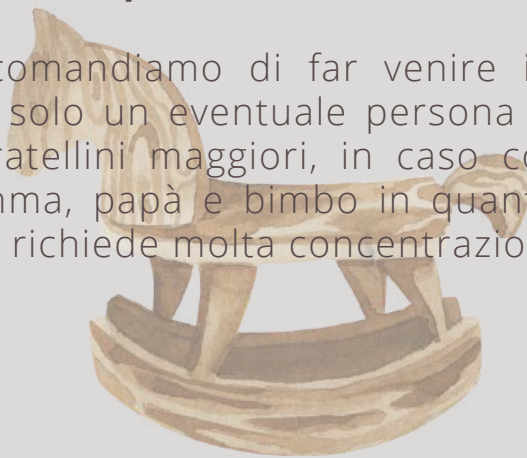 comandiamo di far venire i
solo un eventuale persona
ratellini maggiori, in caso co
mma, papà e bimbo in quant
richiede molta concentrazio